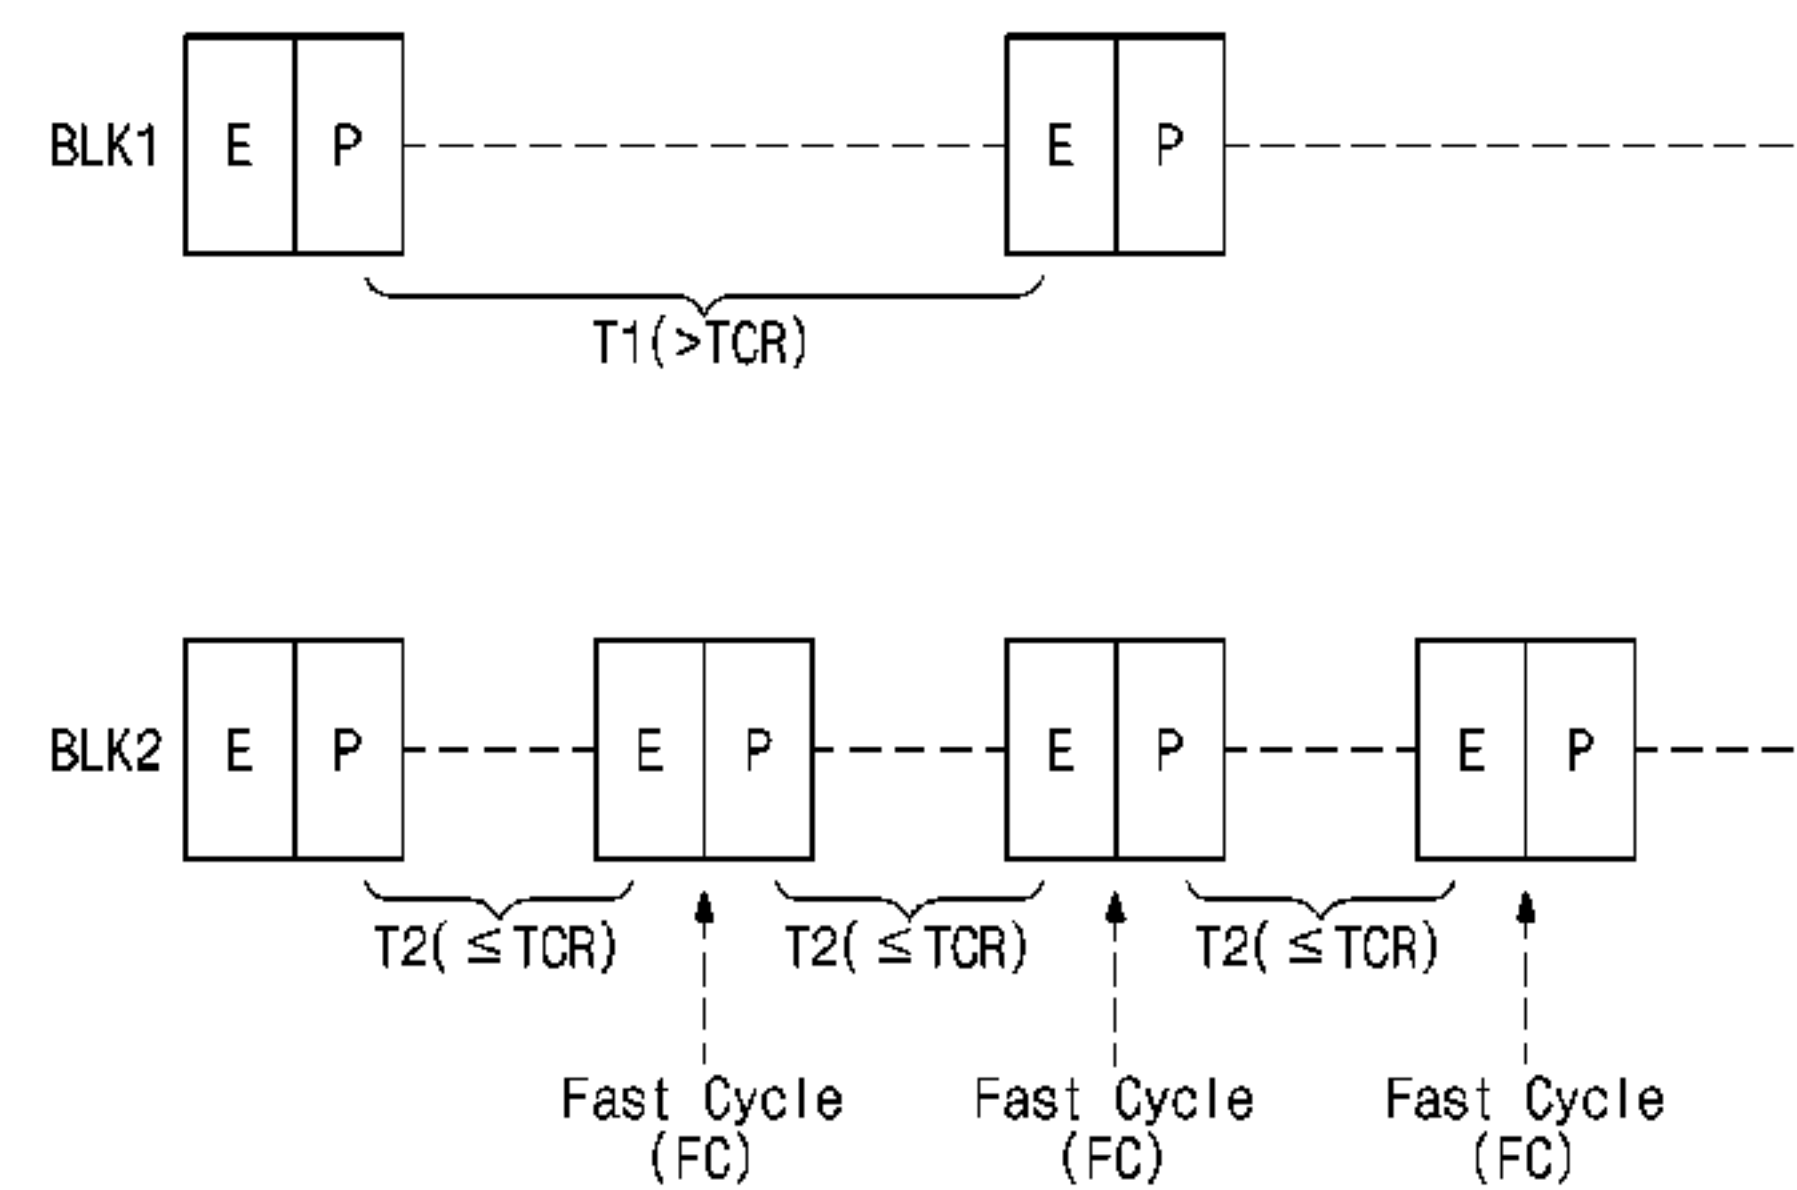 BLK1 E P E P
T1(>TCR)
BLK2 E P E P E P E P
T2( ≤ TCR) T2( ≤ TCR) T2( ≤ TCR)
Fast Cycle Fast Cycle Fast Cycle
(FC) (FC) (FC)